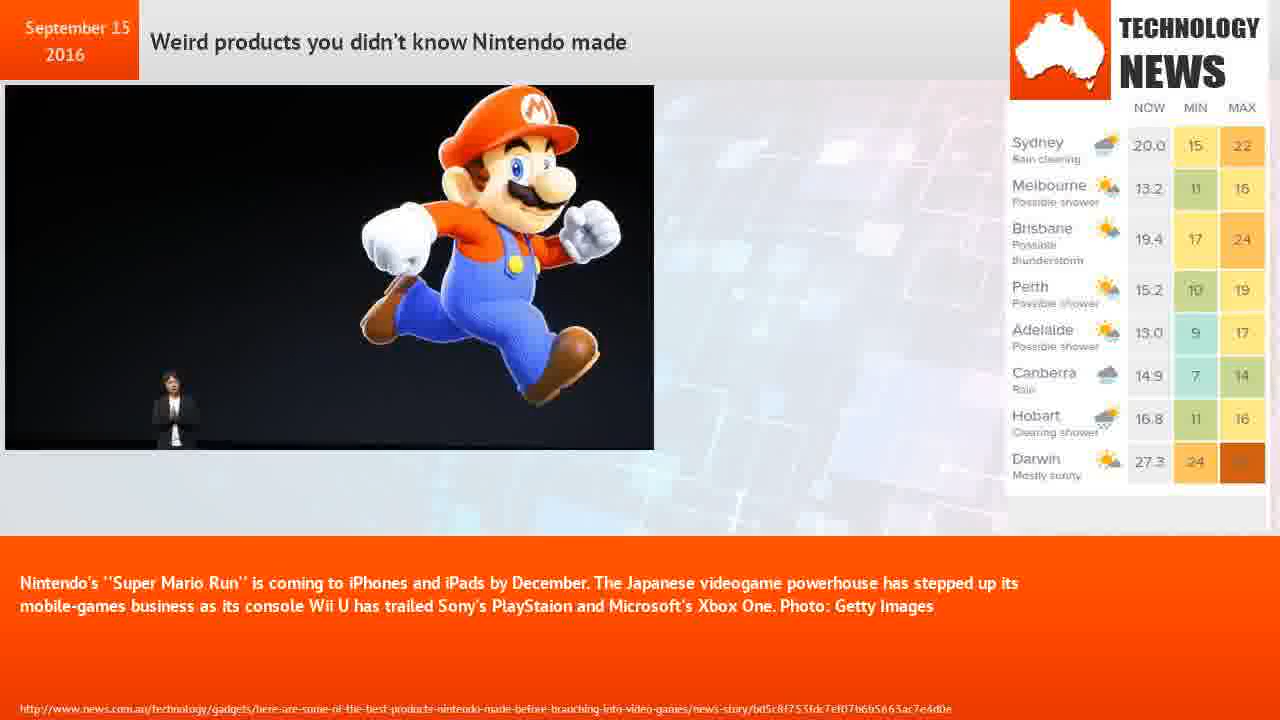 September 15
2016
Weird products you didn't know Nintendo made
TECHNOLOGY
NEWS
NOW MIN MAX
Sydney 20.0 15 22
Rain clearing
Melbourne 13.2 11 16
Possible shower
Brisbane 19.4 17 24
Possible
thunderstorm
Perth 15.2 10 19
Possible shower
Adelaide 13.0 9 17
Possible shower
Canberra 14.9 7 14
Rain
Hobart 16.8 11 16
Clearing shower
Darwin 27.3 24
Mostly sunny
M
Nintendo's ''Super Mario Run'' is coming to iPhones and iPads by December. The Japanese videogame powerhouse has stepped up its
mobile-games business as its console Wii U has trailed Sony's PlayStaion and Microsoft's Xbox One. Photo: Getty Images